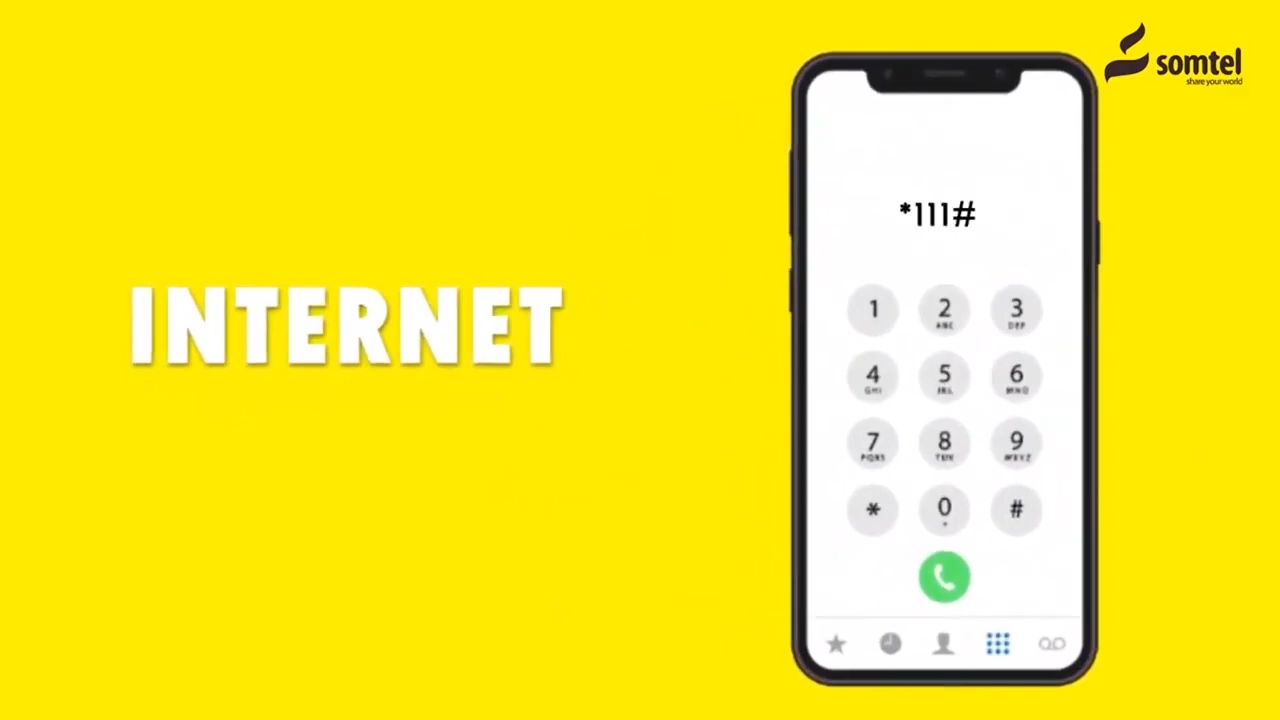 somtel
share your world
*111#
INTERNET
1
2
ABC
3
DEF
4
GHI
5
JKL
6
MNO
7
PQRS
8
TUV
9
WXYZ
*
0
+
#